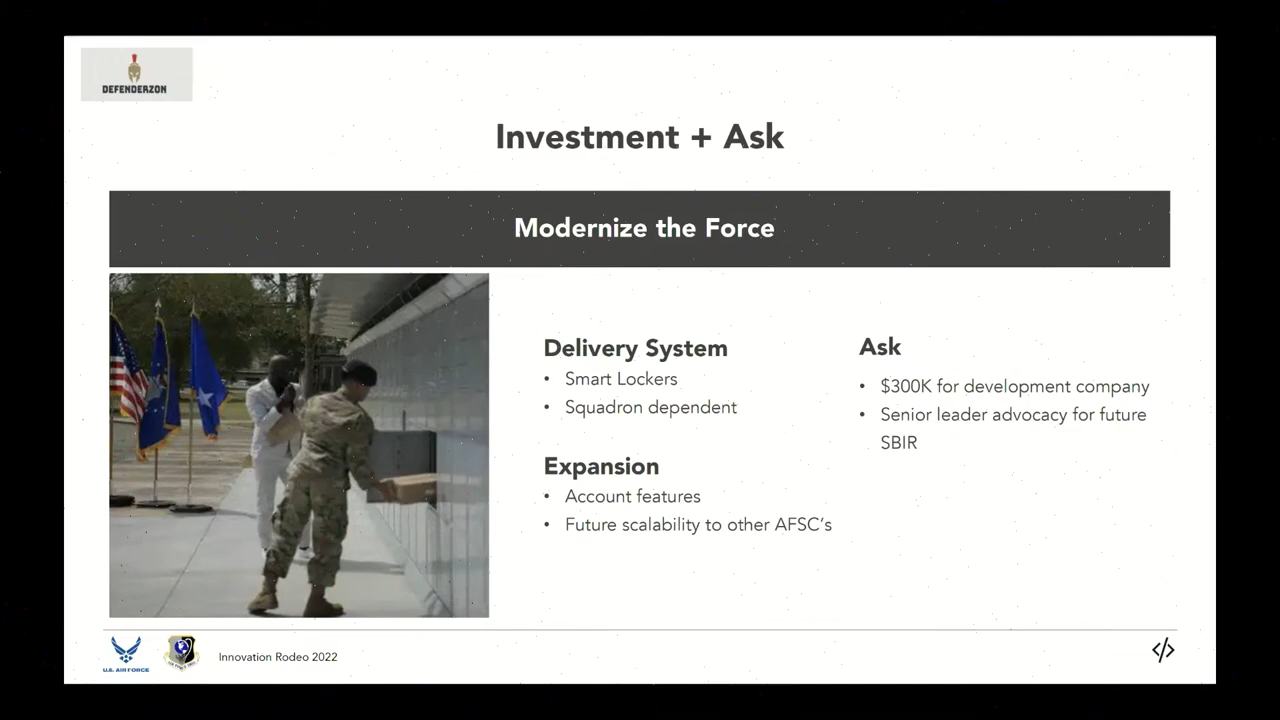 DEFENDERZON
Investment + Ask
Modernize the Force
Delivery System
• Smart Lockers
• Squadron dependent
Expansion
• Account features
• Future scalability to other AFSC's
Ask
• $300K for development company
• Senior leader advocacy for future
SBIR
U.S. AIR FORCE
Innovation Rodeo 2022
</>